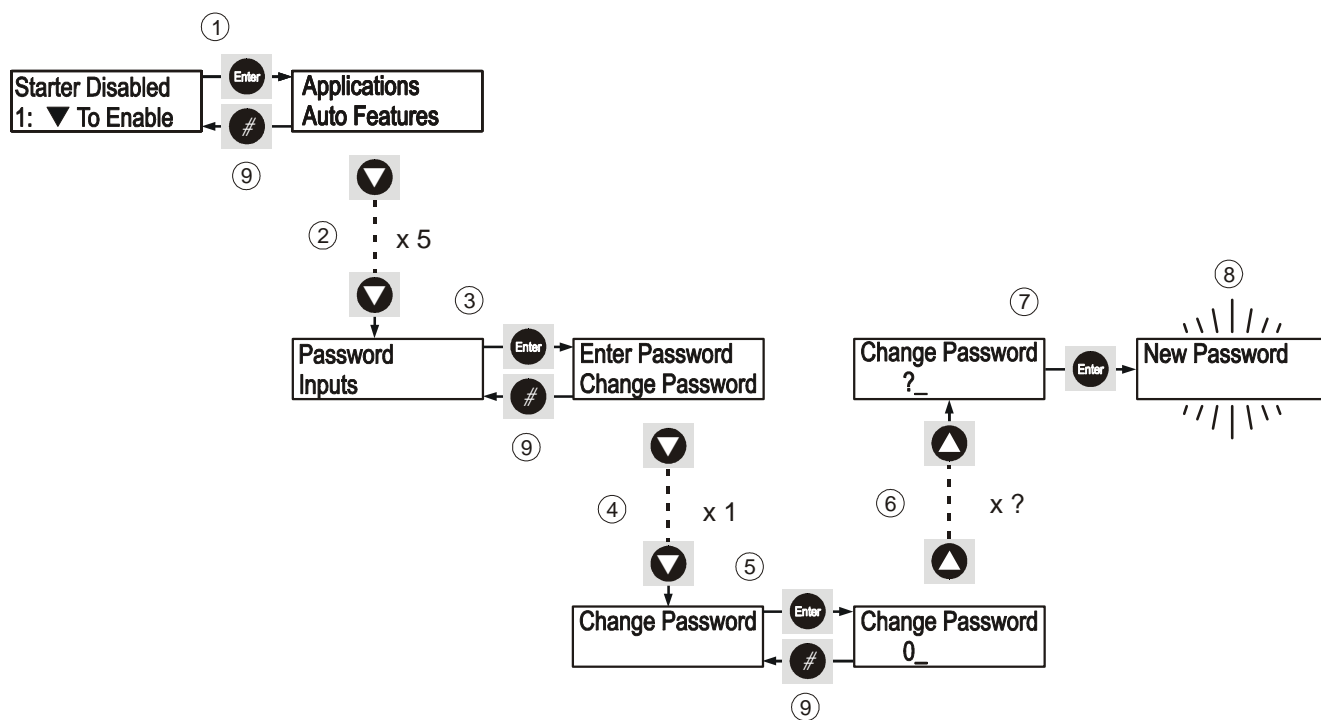 ①
Starter Disabled
1: ▼ To Enable
Enter
#
⑨
Applications
Auto Features
②
x 5
③
Password
Inputs
Enter
#
⑨
Enter Password
Change Password
④
x 1
⑤
Change Password
Enter
#
⑨
Change Password
0_
⑥
x ?
⑦
Change Password
?_
Enter
⑧
New Password